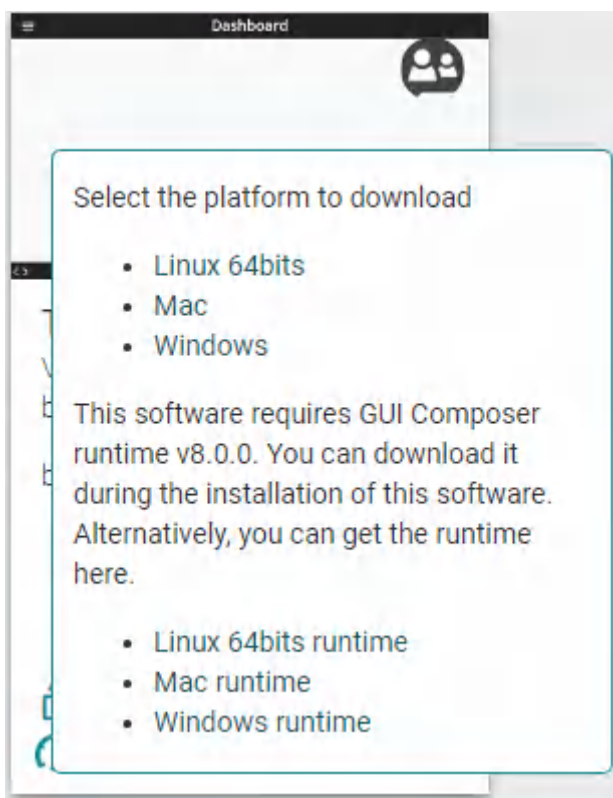 Dashboard
Select the platform to download
Linux 64bits
Mac
Windows
This software requires GUI Composer
runtime v8.0.0. You can download it
during the installation of this software.
Alternatively, you can get the runtime
here.
Linux 64bits runtime
Mac runtime
Windows runtime